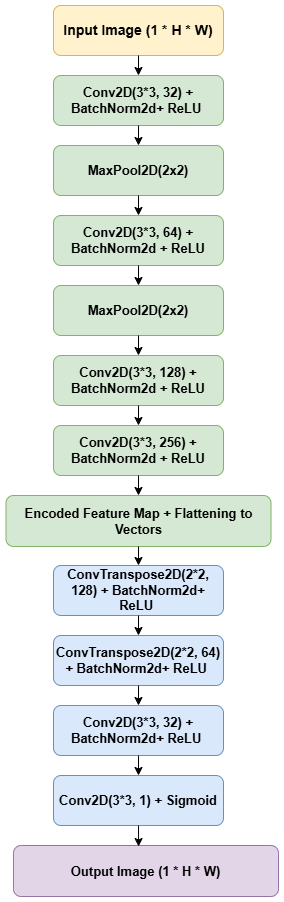 Input Image (1 * H * W)
Conv2D(3*3, 32) +
BatchNorm2d+ ReLU
MaxPool2D(2x2)
Conv2D(3*3, 64) +
BatchNorm2d + ReLU
MaxPool2D(2x2)
Conv2D(3*3, 128) +
BatchNorm2d + ReLU
Conv2D(3*3, 256) +
BatchNorm2d + ReLU
Encoded Feature Map + Flattening to
Vectors
ConvTranspose2D(2*2,
128) + BatchNorm2d+
ReLU
ConvTranspose2D(2*2, 64)
+ BatchNorm2d+ ReLU
Conv2D(3*3, 32) +
BatchNorm2d+ ReLU
Conv2D(3*3, 1) + Sigmoid
Output Image (1 * H * W)